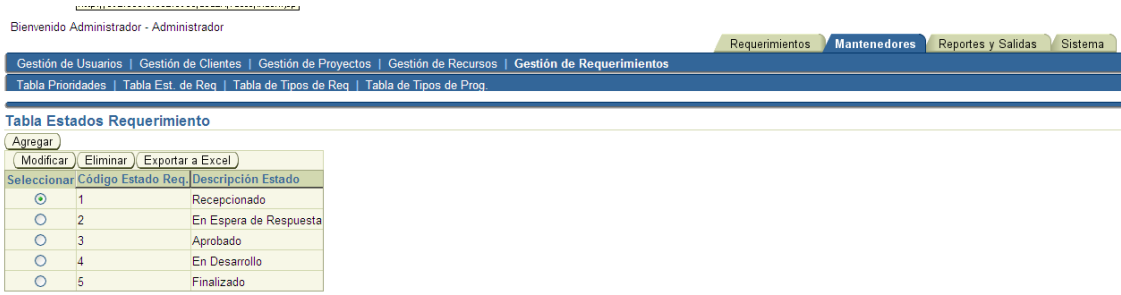 Bienvenido Administrador - Administrador
Requerimientos Mantenedores Reportes y Salidas Sistema
Gestión de Usuarios | Gestión de Clientes | Gestión de Proyectos | Gestión de Recursos | Gestión de Requerimientos
Tabla Prioridades | Tabla Est. de Req | Tabla de Tipos de Req | Tabla de Tipos de Prog.
Tabla Estados Requerimiento
Agregar
Modificar Eliminar Exportar a Excel
Seleccionar Código Estado Req. Descripción Estado
1 Recepcionado
2 En Espera de Respuesta
3 Aprobado
4 En Desarrollo
5 Finalizado